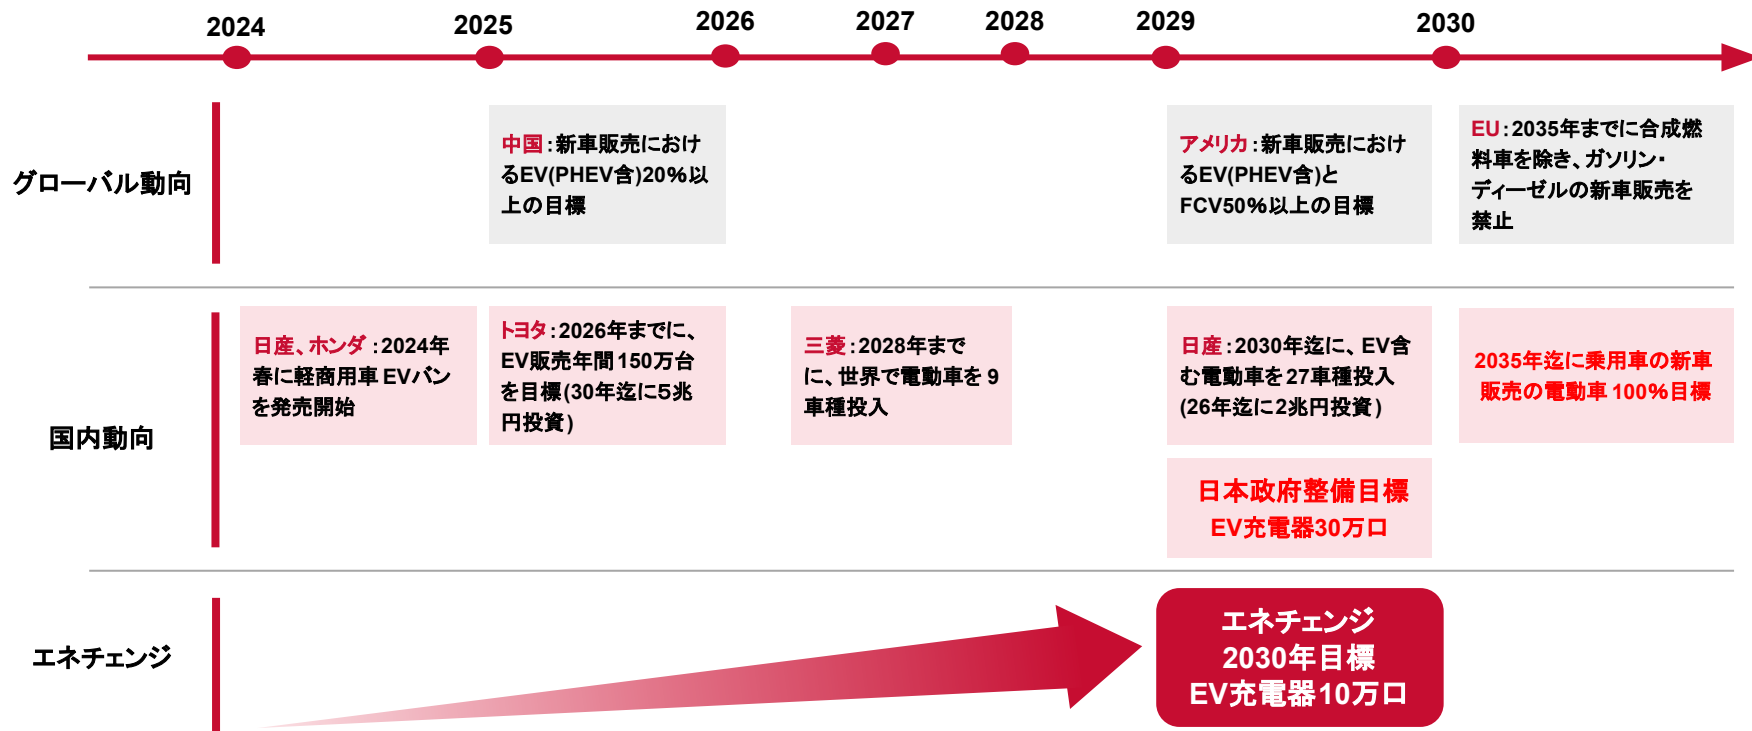 2024
2025
2026
2027
2028
2029
2030
グローバル動向
中国：新車販売におけ
るEV(PHEV含)20%以
上の目標
アメリカ：新車販売におけ
るEV(PHEV含)と
FCV50%以上の目標
EU：2035年までに合成燃
料車を除き、ガソリン・
ディーゼルの新車販売を
禁止
国内動向
日産、ホンダ：2024年
春に軽商用車EVバン
を発売開始
トヨタ：2026年までに、
EV販売年間150万台
を目標(30年迄に5兆
円投資)
三菱：2028年まで
に、世界で電動車を9
車種投入
日産：2030年迄に、EV含
む電動車を27車種投入
(26年迄に2兆円投資)
2035年迄に乗用車の新車
販売の電動車100%目標
日本政府整備目標
EV充電器30万口
エネチェンジ
エネチェンジ
2030年目標
EV充電器10万口